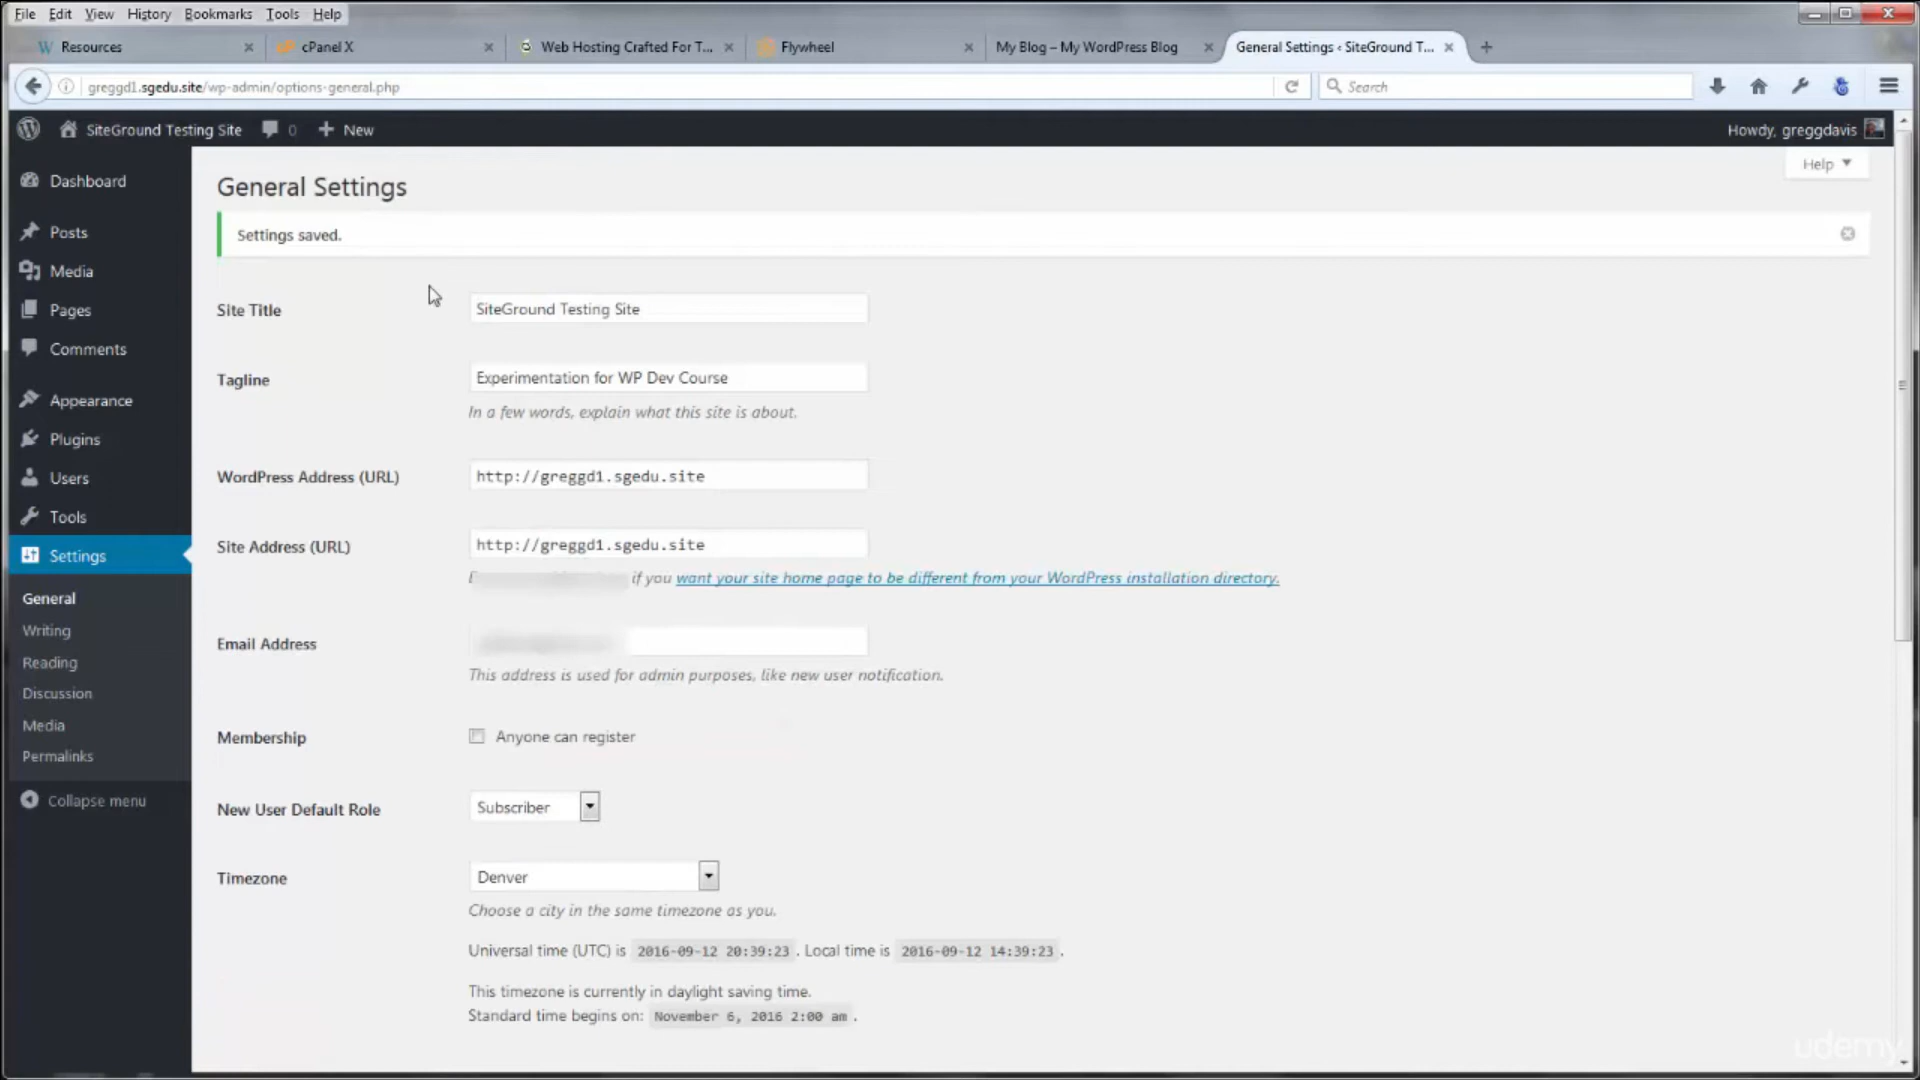 File Edit View History Bookmarks Tools Help
Resources cPanel X Web Hosting Crafted For T... Flywheel My Blog – My WordPress Blog General Settings ‹ SiteGround T...
greggd1.sgedu.site/wp-admin/options-general.php Search
SiteGround Testing Site 0 New Howdy, greggdavis
Help
Dashboard
Posts
Media
Pages
Comments
Appearance
Plugins
Users
Tools
Settings
General
Writing
Reading
Discussion
Media
Permalinks
Collapse menu
General Settings
Settings saved.
Site Title SiteGround Testing Site
Tagline Experimentation for WP Dev Course
In a few words, explain what this site is about.
WordPress Address (URL) http://greggd1.sgedu.site
Site Address (URL) http://greggd1.sgedu.site
if you want your site home page to be different from your WordPress installation directory.
Email Address
This address is used for admin purposes, like new user notification.
Membership Anyone can register
New User Default Role Subscriber
Timezone Denver
Choose a city in the same timezone as you.
Universal time (UTC) is 2016-09-12 20:39:23 . Local time is 2016-09-12 14:39:23 .
This timezone is currently in daylight saving time.
Standard time begins on: November 6, 2016 2:00 am .
udemy